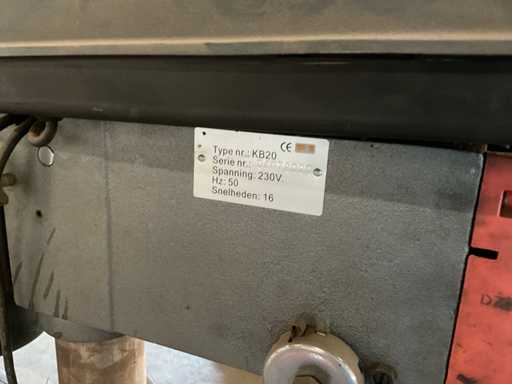 CE
Type nr.: KB20
Serie nr.:
Spanning: 230V.
Hz: 50
Snelheden: 16